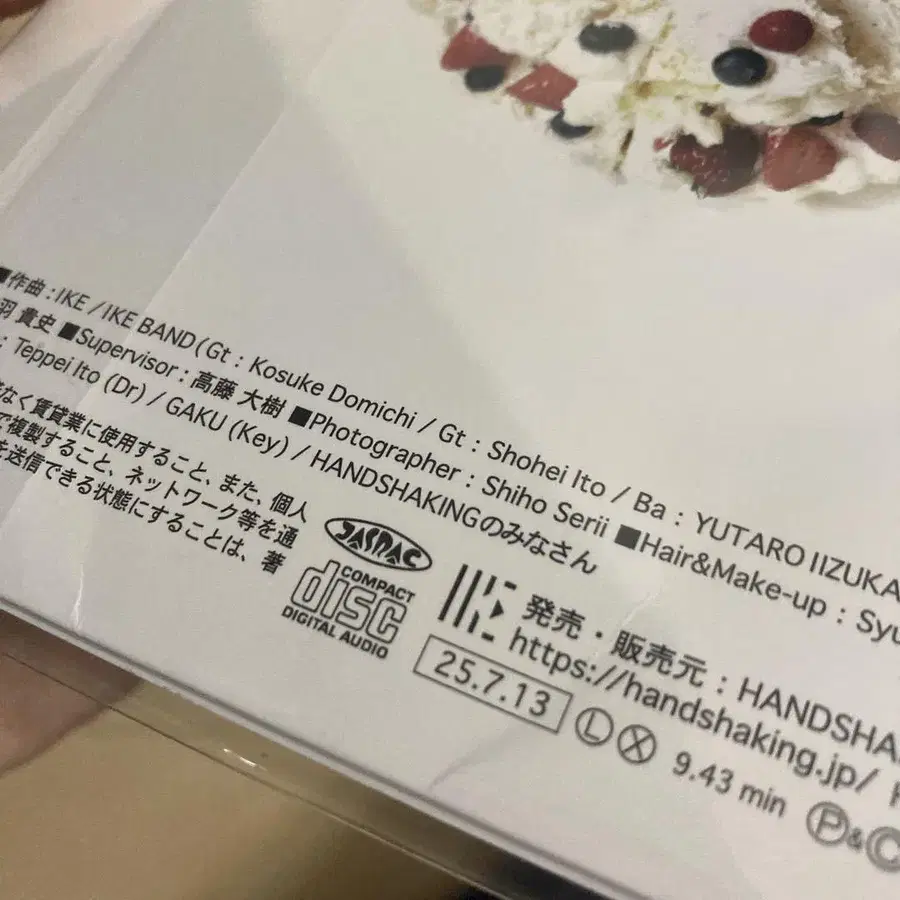 ■作曲 : IKE / IKE BAND (Gt : Kosuke Domichi / Gt : Shohei Ito / Ba : YUTARO IIZUKA
: Teppei Ito (Dr) / GAKU (Key) / HANDSHAKINGのみなさん
羽 貴史 ■Supervisor : 高藤 大樹 ■Photographer : Shiho Serii ■Hair&Make-up : Syu
なく賃貸業に使用すること、また、個人
で複製すること、ネットワーク等を通
を送信できる状態にすることは、著
JASRAC
COMPACT
disc
DIGITAL AUDIO
IKE
発売・販売元 : HANDSHA
https://handshaking.jp/
25.7.13
Ⓛ Ⓧ 9.43 min Ⓟ&Ⓒ